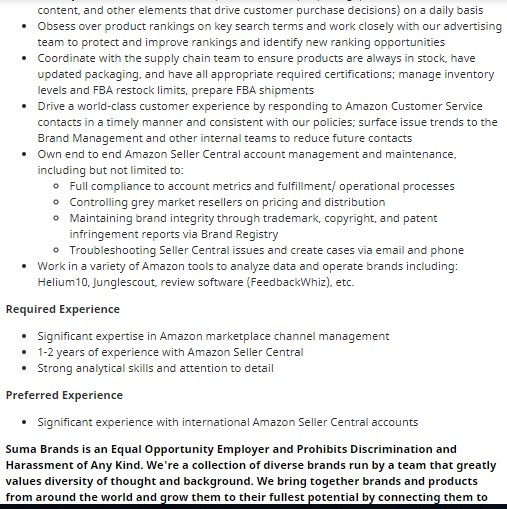 content, and other elements that drive customer purchase decisions) on a daily basis
• Obsess over product rankings on key search terms and work closely with our advertising
team to protect and improve rankings and identify new ranking opportunities
• Coordinate with the supply chain team to ensure products are always in stock, have
updated packaging, and have all appropriate required certifications; manage inventory
levels and FBA restock limits, prepare FBA shipments
• Drive a world-class customer experience by responding to Amazon Customer Service
contacts in a timely manner and consistent with our policies; surface issue trends to the
Brand Management and other internal teams to reduce future contacts
• Own end to end Amazon Seller Central account management and maintenance,
including but not limited to:
◦ Full compliance to account metrics and fulfillment/ operational processes
◦ Controlling grey market resellers on pricing and distribution
◦ Maintaining brand integrity through trademark, copyright, and patent
infringement reports via Brand Registry
◦ Troubleshooting Seller Central issues and create cases via email and phone
• Work in a variety of Amazon tools to analyze data and operate brands including:
Helium10, Junglescout, review software (FeedbackWhiz), etc.
Required Experience
• Significant expertise in Amazon marketplace channel management
• 1-2 years of experience with Amazon Seller Central
• Strong analytical skills and attention to detail
Preferred Experience
• Significant experience with international Amazon Seller Central accounts
Suma Brands is an Equal Opportunity Employer and Prohibits Discrimination and
Harassment of Any Kind. We're a collection of diverse brands run by a team that greatly
values diversity of thought and background. We bring together brands and products
from around the world and grow them to their fullest potential by connecting them to